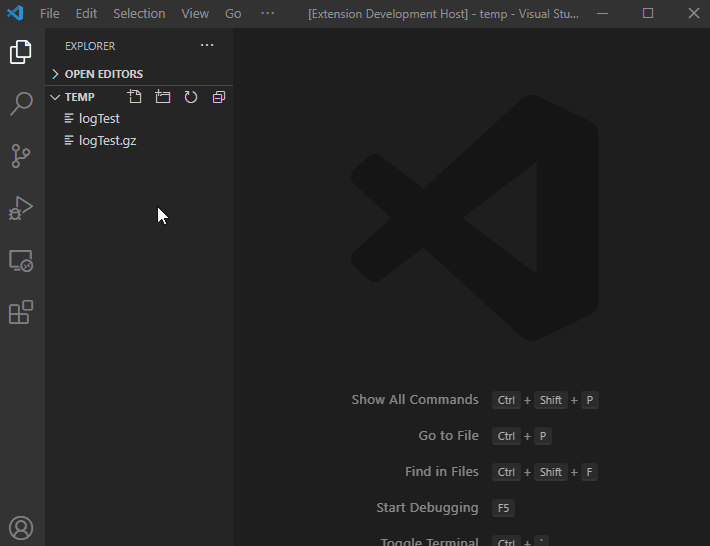 File Edit Selection View Go ··· [Extension Development Host] - temp - Visual Stu...
EXPLORER ···
OPEN EDITORS
TEMP
logTest
logTest.gz
Show All Commands Ctrl + Shift + P
Go to File Ctrl + P
Find in Files Ctrl + Shift + F
Start Debugging F5
Toggle Terminal Ctrl + `